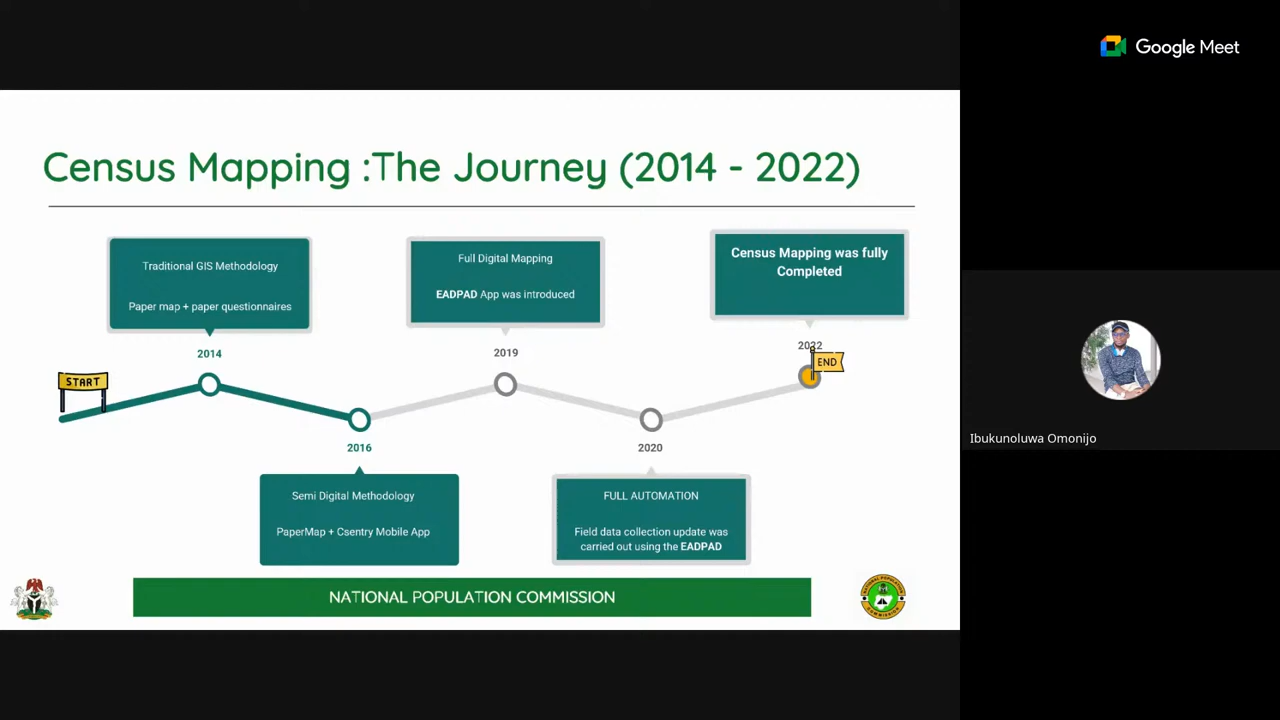 Google Meet
Census Mapping :The Journey (2014 - 2022)
Traditional GIS Methodology
Paper map + paper questionnaires
Full Digital Mapping
EADPAD App was introduced
Census Mapping was fully
Completed
2014
2019
2022
START
END
2016
2020
Semi Digital Methodology
PaperMap + Csentry Mobile App
FULL AUTOMATION
Field data collection update was
carried out using the EADPAD
NATIONAL POPULATION COMMISSION
NATIONAL POPULATION
COMMISSION
Ibukunoluwa Omonijo